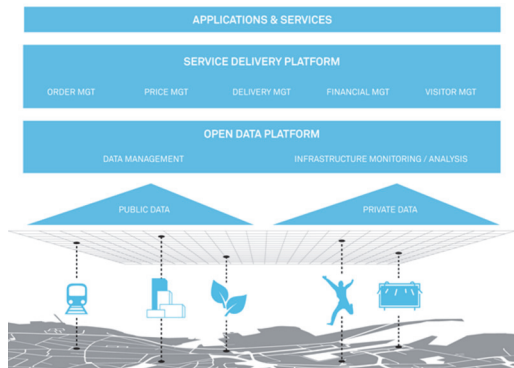 APPLICATIONS & SERVICES
SERVICE DELIVERY PLATFORM
ORDER MGT PRICE MGT DELIVERY MGT FINANCIAL MGT VISITOR MGT
OPEN DATA PLATFORM
DATA MANAGEMENT INFRASTRUCTURE MONITORING / ANALYSIS
PUBLIC DATA PRIVATE DATA